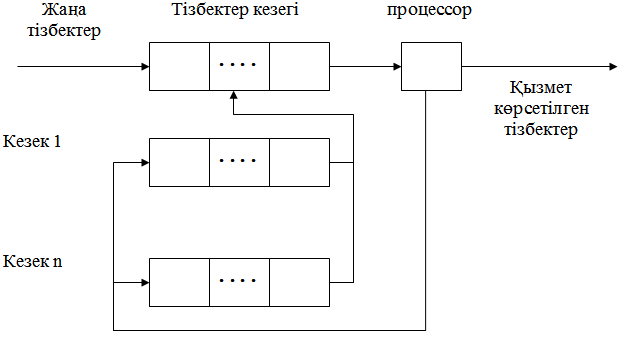 Жаңа
тізбектер
Тізбектер кезегі
процессор
Қызмет
көрсетілген
тізбектер
Кезек 1
Кезек n